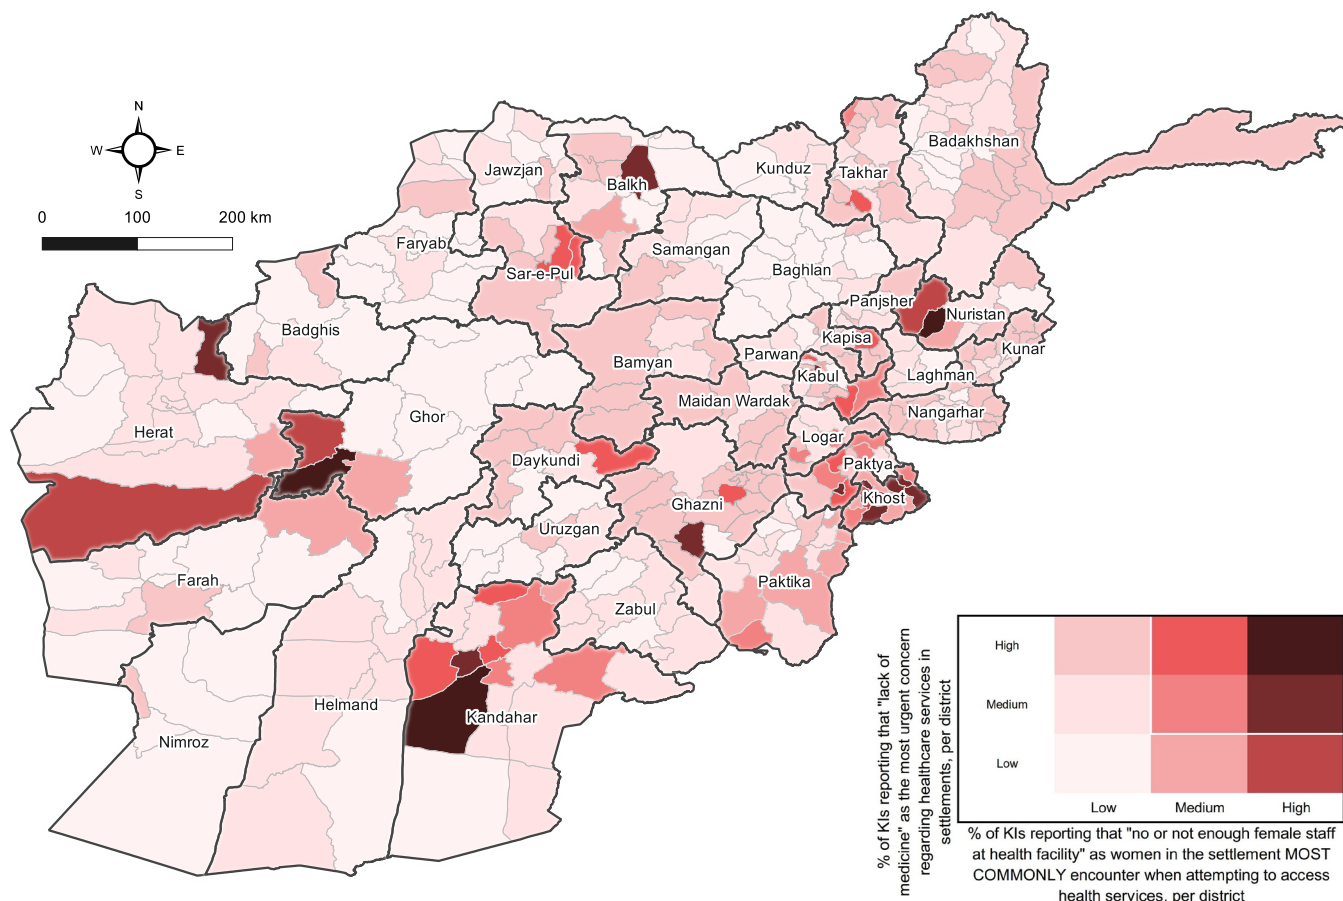 N
W E
S
0 100 200 km
Badakhshan
Jawzjan
Balkh
Kunduz
Takhar
Faryab
Samangan
Sar-e-Pul
Baghlan
Panjsher
Nuristan
Badghis
Kapisa
Kunar
Parwan
Bamyan
Kabul
Laghman
Maidan Wardak
Nangarhar
Ghor
Herat
Logar
Daykundi
Paktya
Khost
Ghazni
Uruzgan
Farah
Paktika
Zabul
Helmand
Kandahar
Nimroz
% of KIs reporting that "lack of
medicine" as the most urgent concern
regarding healthcare services in
settlements, per district
High
Medium
Low
Low Medium High
% of KIs reporting that "no or not enough female staff
at health facility" as women in the settlement MOST
COMMONLY encounter when attempting to access
health services, per district